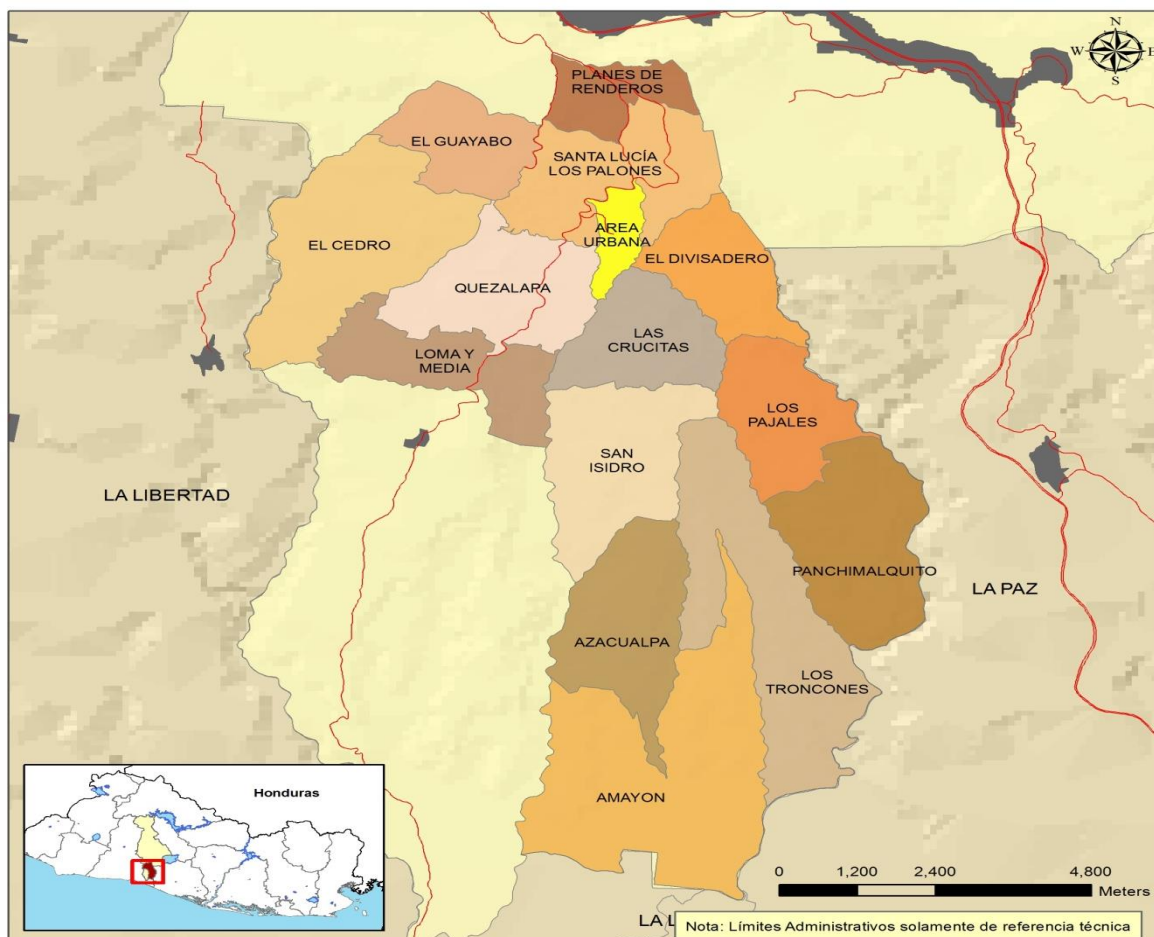 N
W E
S
PLANES DE
RENDEROS
EL GUAYABO
SANTA LUCÍA
LOS PALONES
EL CEDRO
AREA
URBANA
EL DIVISADERO
QUEZALAPA
LAS
CRUCITAS
LOMA Y
MEDIA
LOS
PAJALES
SAN
ISIDRO
LA LIBERTAD
PANCHIMALQUITO
LA PAZ
AZACUALPA
LOS
TRONCONES
AMAYON
Honduras
0 1,200 2,400 4,800
Meters
LA L
Nota: Límites Administrativos solamente de referencia técnica